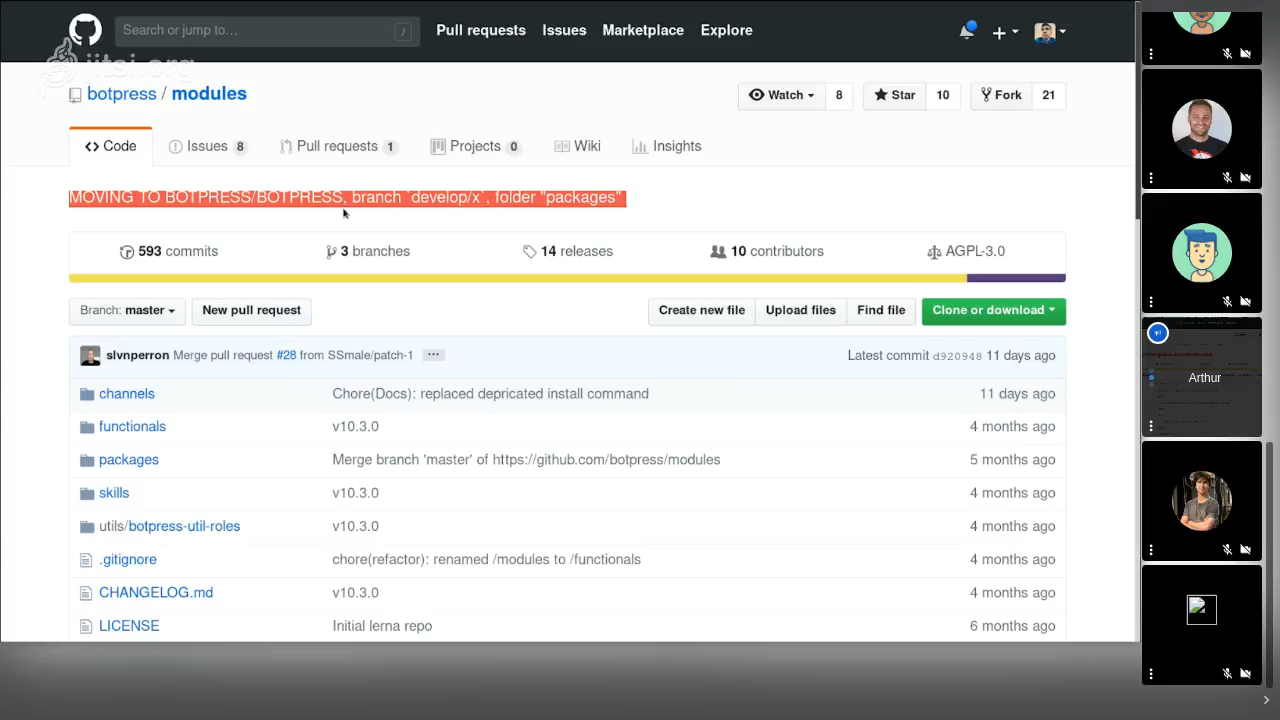 Search or jump to… /
Pull requests Issues Marketplace Explore
jitsi.org
botpress / modules
Watch 8 Star 10 Fork 21
Code Issues 8 Pull requests 1 Projects 0 Wiki Insights
MOVING TO BOTPRESS/BOTPRESS, branch `develop/x`, folder "packages"
593 commits 3 branches 14 releases 10 contributors AGPL-3.0
Branch: master New pull request Create new file Upload files Find file Clone or download
slvnperron Merge pull request #28 from SSmale/patch-1 ... Latest commit d920948 11 days ago
channels Chore(Docs): replaced depricated install command 11 days ago
functionals v10.3.0 4 months ago
packages Merge branch 'master' of https://github.com/botpress/modules 5 months ago
skills v10.3.0 4 months ago
utils/botpress-util-roles v10.3.0 4 months ago
.gitignore chore(refactor): renamed /modules to /functionals 4 months ago
CHANGELOG.md v10.3.0 4 months ago
LICENSE Initial lerna repo 6 months ago
Arthur